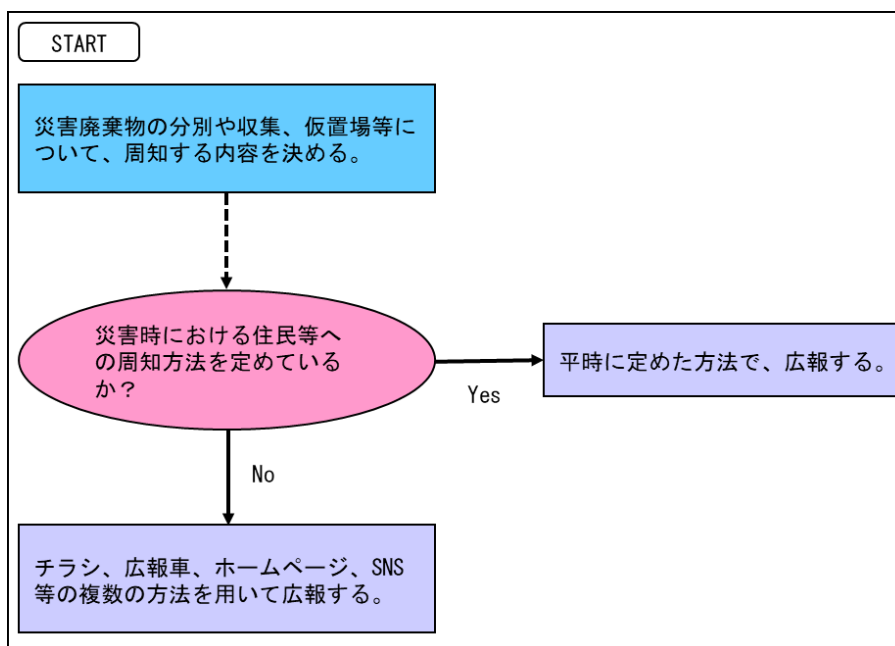 START
災害廃棄物の分別や収集、仮置場等に
ついて、周知する内容を決める。
災害時における住民等へ
の周知方法を定めている
か？
平時に定めた方法で、広報する。
Yes
No
チラシ、広報車、ホームページ、SNS
等の複数の方法を用いて広報する。